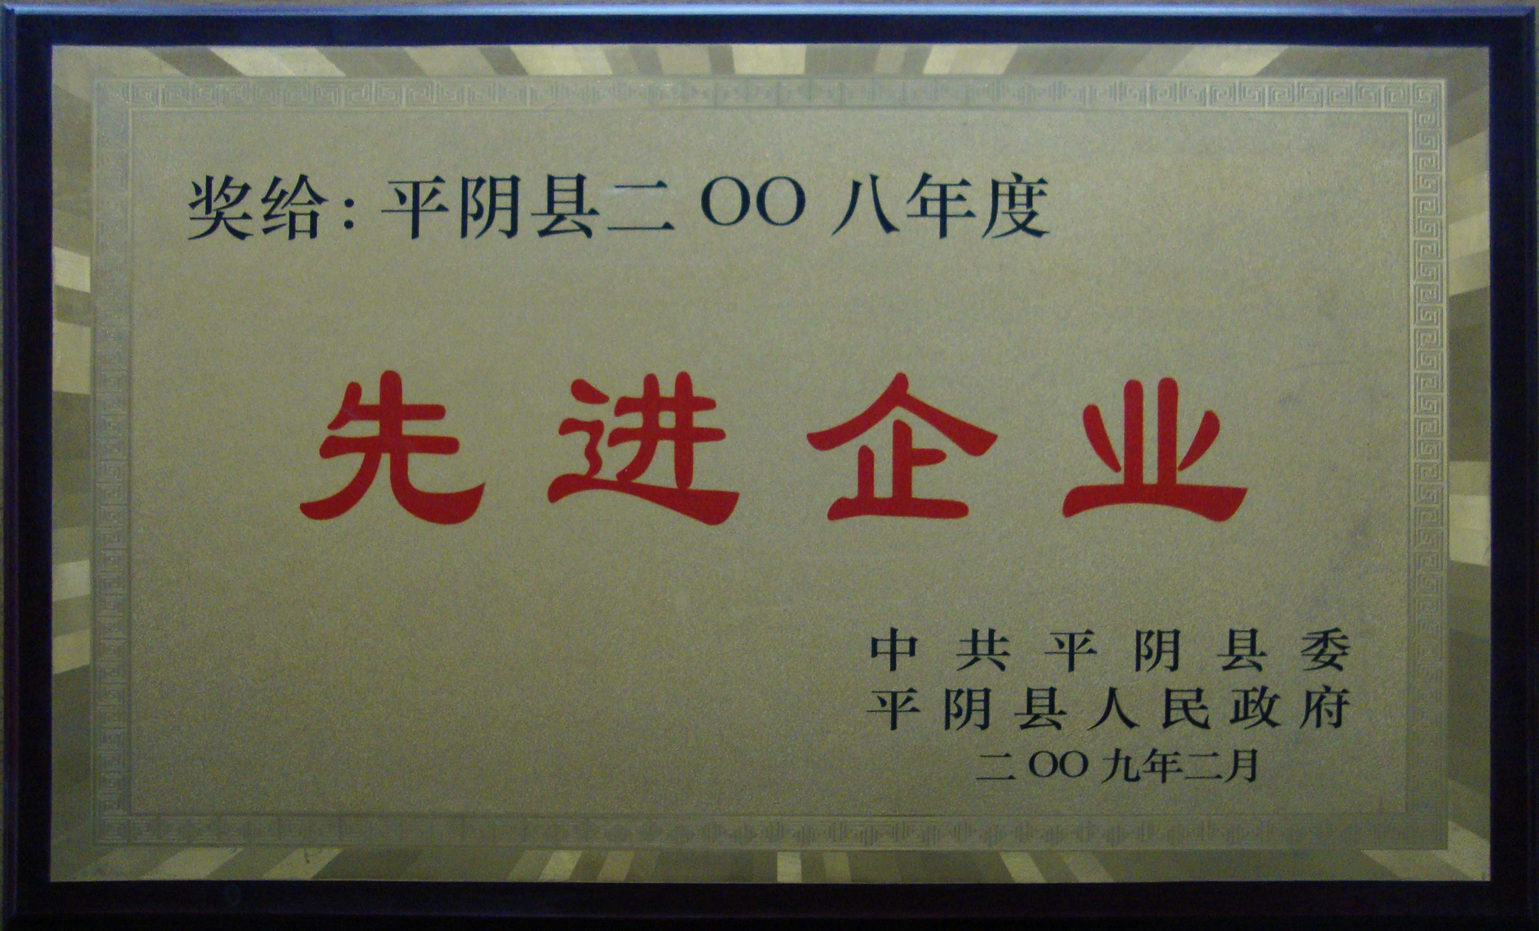 奖给：平阴县二OO八年度
先进企业
中共平阴县委
平阴县人民政府
二OO九年二月